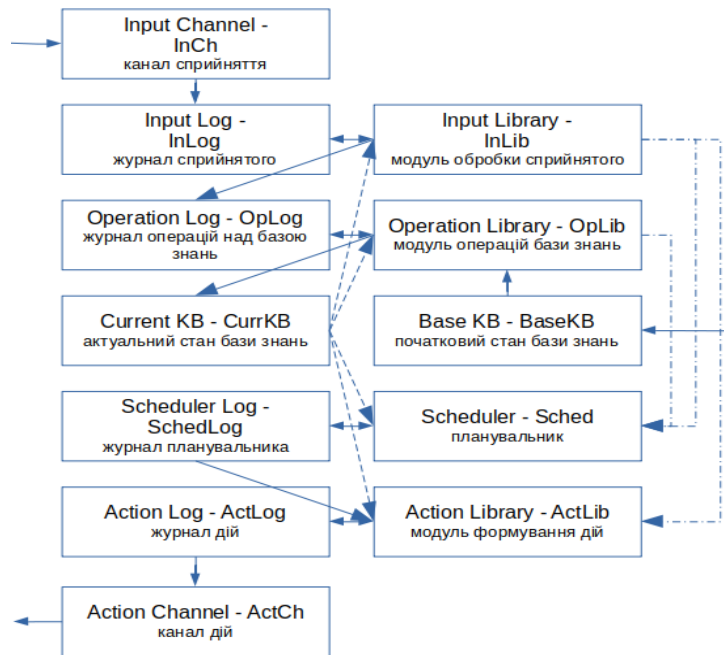 Input Channel -
InCh
канал сприйняття
Input Log -
InLog
журнал сприйнятого
Input Library -
InLib
модуль обробки сприйнятого
Operation Log - OpLog
журнал операцій над базою
знань
Operation Library - OpLib
модуль операцій бази знань
Current KB - CurrKB
актуальний стан бази знань
Base KB - BaseKB
початковий стан бази знань
Scheduler Log -
SchedLog
журнал планувальника
Scheduler - Sched
планувальник
Action Log - ActLog
журнал дій
Action Library - ActLib
модуль формування дій
Action Channel - ActCh
канал дій